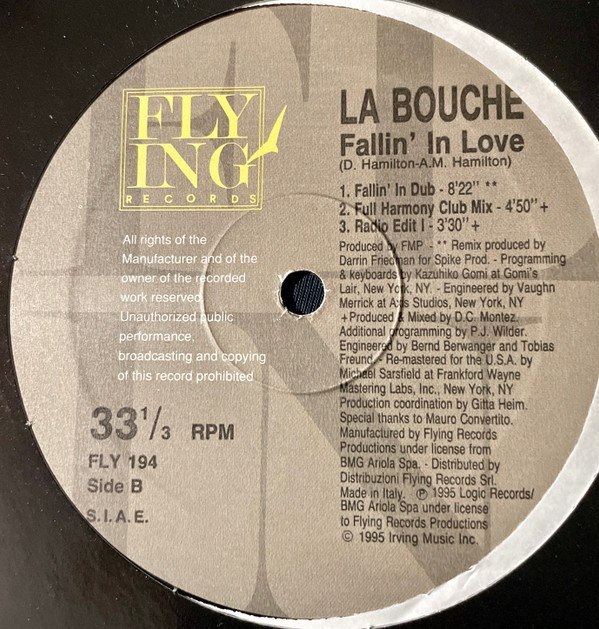 FLY
ING
RECORDS
All rights of the
Manufacturer and of the
owner of the recorded
work reserved.
Unauthorized public
performance,
broadcasting and copying
of this record prohibited
33 1/3 RPM
FLY 194
Side B
S.I.A.E.
LA BOUCHE
Fallin' In Love
(D. Hamilton-A.M. Hamilton)
1. Fallin' In Dub - 8'22" **
2. Full Harmony Club Mix - 4'50" +
3. Radio Edit I - 3'30" +
Produced by FMP - ** Remix produced by
Darrin Friedman for Spike Prod. - Programming
& keyboards by Kazuhiko Gomi at Gomi's
Lair, New York, NY. - Engineered by Vaughn
Merrick at Studios, New York, NY
+Produced & Mixed by D.C. Montez.
Additional programming by P.J. Wilder.
Engineered by Bernd Berwanger and Tobias
Freund - Re-mastered for the U.S.A. by
Michael Sarsfield at Frankford Wayne
Mastering Labs, Inc., New York, NY
Production coordination by Gitta Heim.
Special thanks to Mauro Convertito.
Manufactured by Flying Records
Productions under license from
BMG Ariola Spa. - Distributed by
Distribuzioni Flying Records Srl.
Made in Italy. ℗ 1995 Logic Records/
BMG Ariola Spa under license
to Flying Records Productions
© 1995 Irving Music Inc.